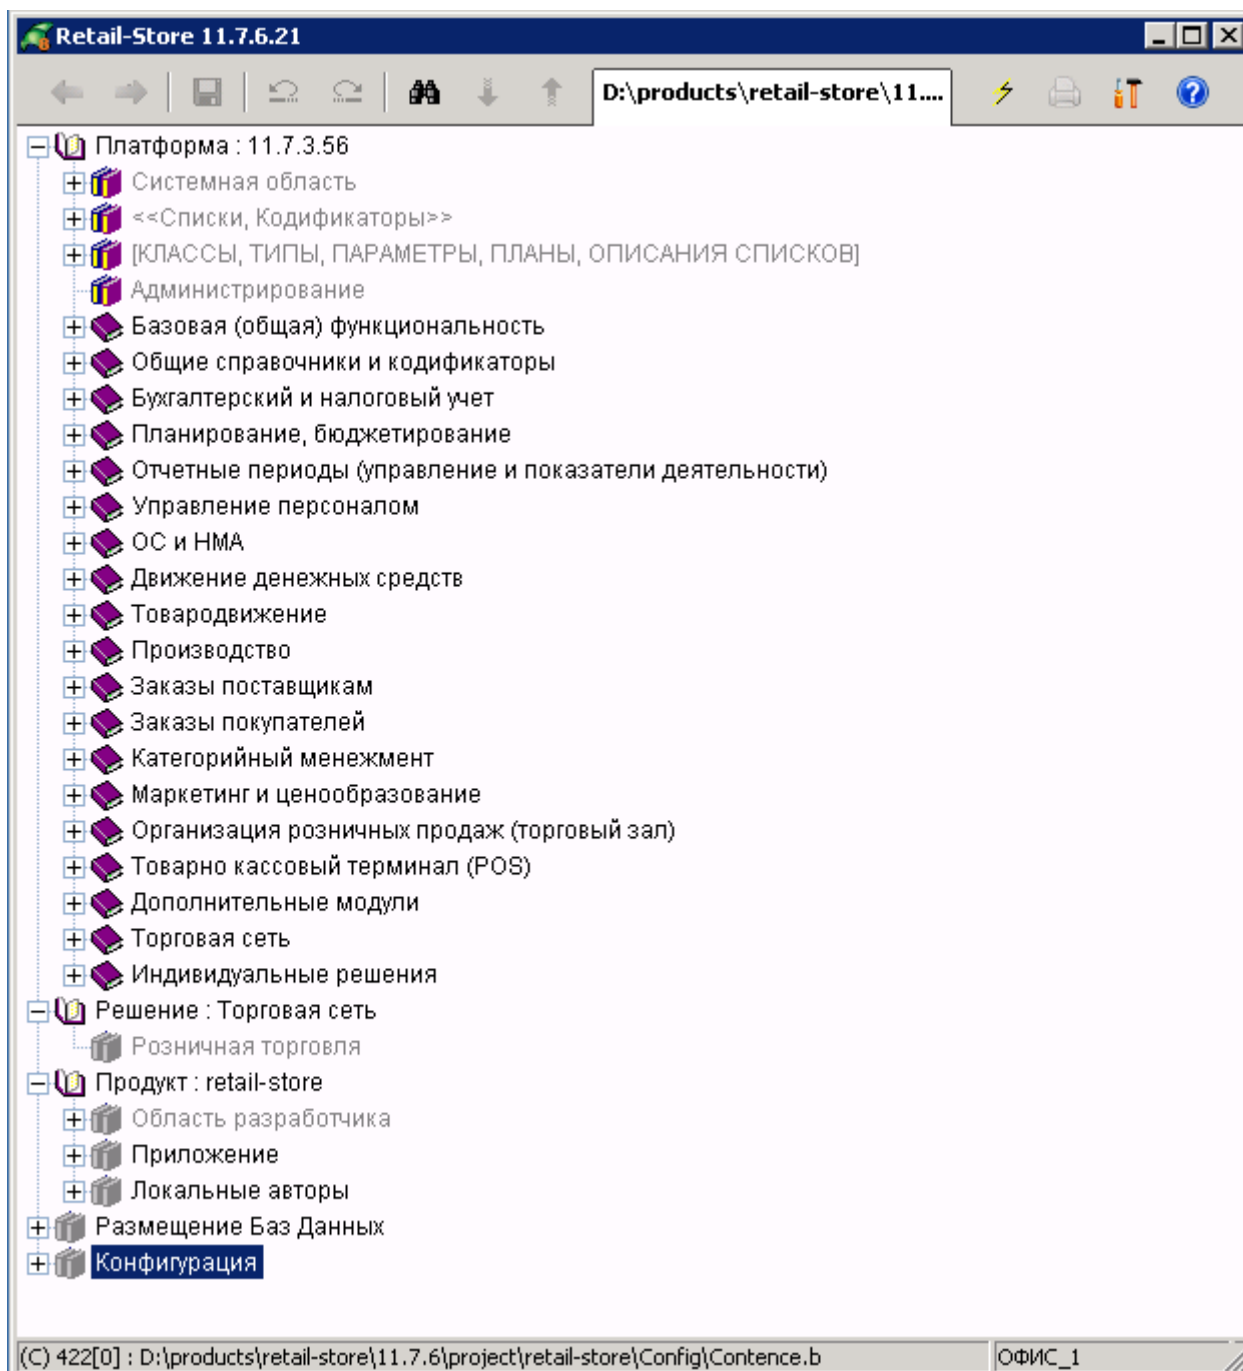 Retail-Store 11.7.6.21
D:\products\retail-store\11....
Платформа : 11.7.3.56
Системная область
<<Списки, Кодификаторы>>
[КЛАССЫ, ТИПЫ, ПАРАМЕТРЫ, ПЛАНЫ, ОПИСАНИЯ СПИСКОВ]
Администрирование
Базовая (общая) функциональность
Общие справочники и кодификаторы
Бухгалтерский и налоговый учет
Планирование, бюджетирование
Отчетные периоды (управление и показатели деятельности)
Управление персоналом
ОС и НМА
Движение денежных средств
Товародвижение
Производство
Заказы поставщикам
Заказы покупателей
Категорийный менежмент
Маркетинг и ценообразование
Организация розничных продаж (торговый зал)
Товарно кассовый терминал (POS)
Дополнительные модули
Торговая сеть
Индивидуальные решения
Решение : Торговая сеть
Розничная торговля
Продукт : retail-store
Область разработчика
Приложение
Локальные авторы
Размещение Баз Данных
Конфигурация
(C) 422[0] : D:\products\retail-store\11.7.6\project\retail-store\Config\Contence.b
ОФИС_1